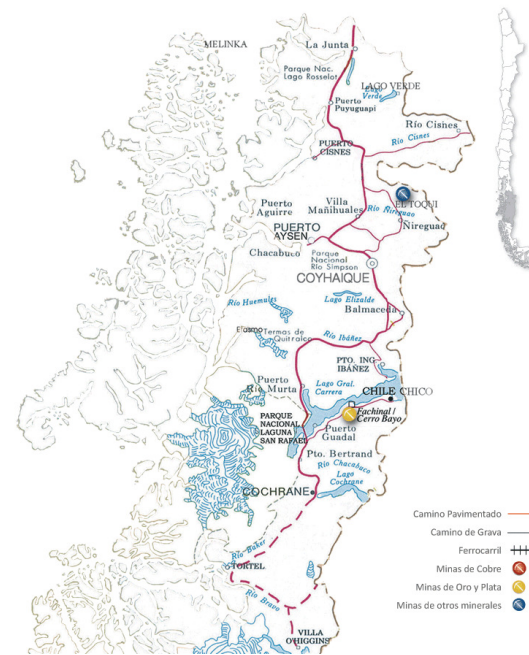 MELINKA
La Junta
Parque Nac.
Lago Rosselot
LAGO VERDE
Lago
Verde
Puerto
Puyuguapi
Río Cisnes
Río Cisnes
PUERTO
CISNES
EL TOQUI
Puerto
Aguirre
Villa
Mañihuales
Río Ñireguao
Ñireguao
PUERTO
AYSEN
Chacabuco
Parque
Nacional
Río Simpson
COYHAIQUE
Río Huemules
Lago Elizalde
Balmaceda
Elasmo
Termas de
Quitralco
Río Ibáñez
PTO. ING
IBÁÑEZ
Puerto
Río Murta
Lago Gral.
Carrera
CHILE CHICO
Fachinal /
Cerro Bayo
PARQUE
NACIONAL
LAGUNA
SAN RAFAEL
Puerto
Guadal
Pto. Bertrand
Río Chacabuco
Lago
Cochrane
COCHRANE
Río Baker
TORTEL
Río Bravo
VILLA
O'HIGGINS
Camino Pavimentado
Camino de Grava
Ferrocarril
Minas de Cobre
Minas de Oro y Plata
Minas de otros minerales